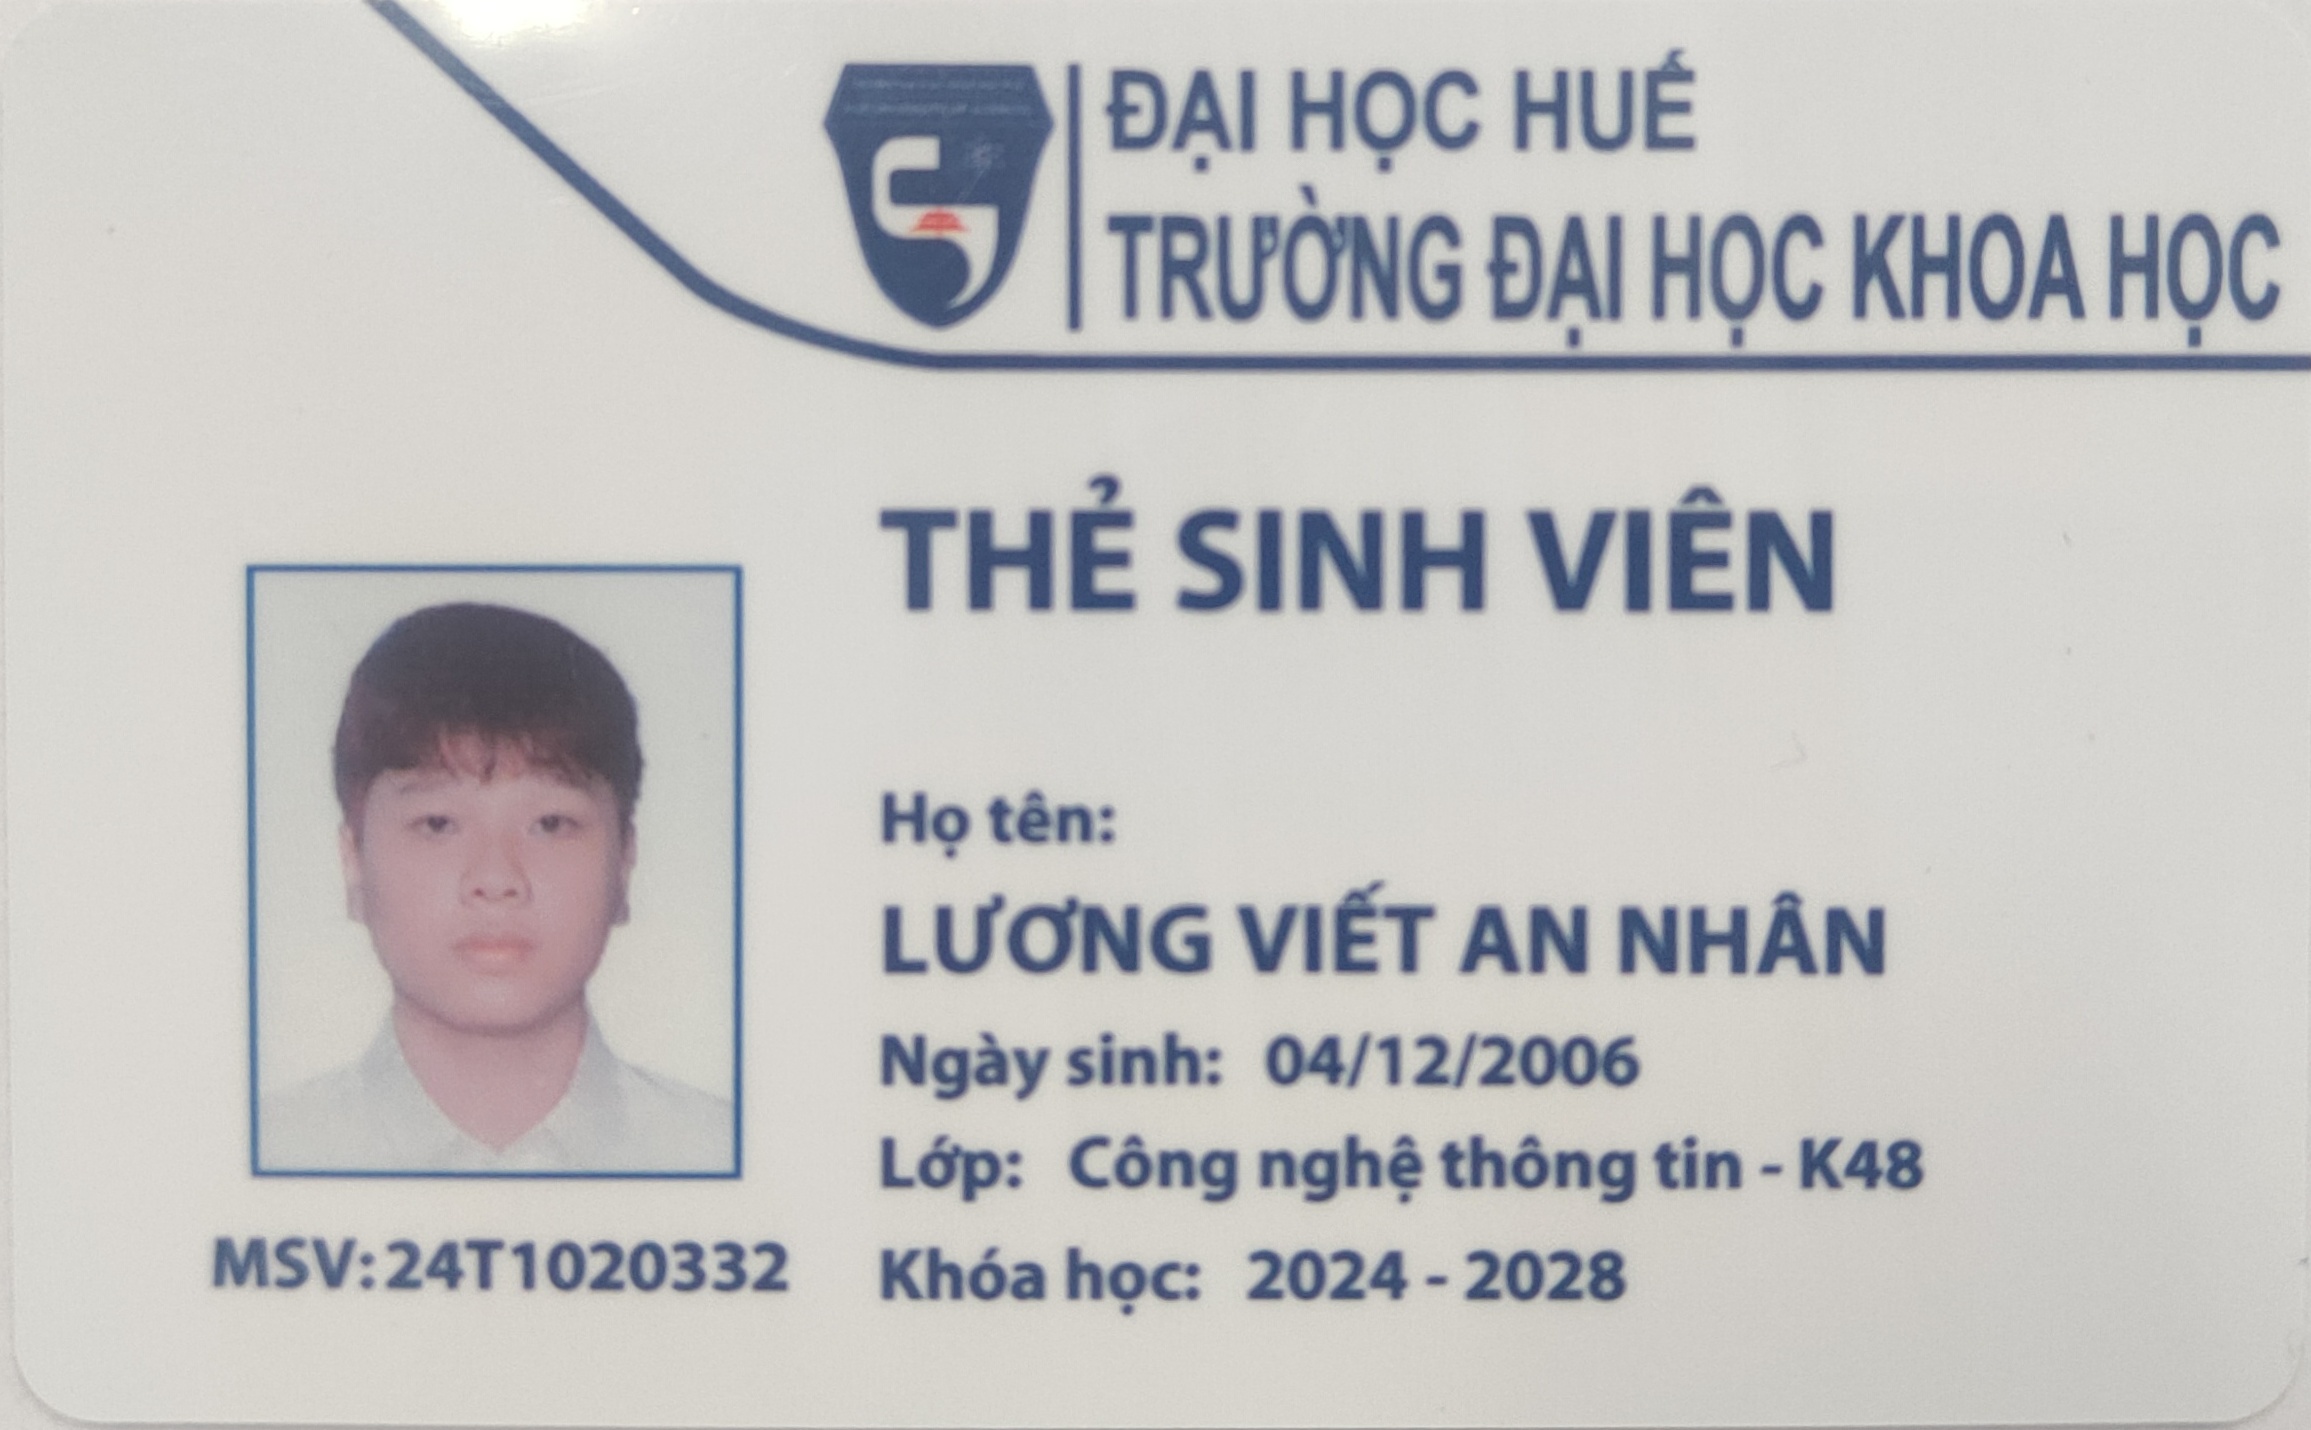 ĐẠI HỌC HUẾ
TRƯỜNG ĐẠI HỌC KHOA HỌC
THẺ SINH VIÊN
Họ tên:
LƯƠNG VIẾT AN NHÂN
Ngày sinh: 04/12/2006
Lớp: Công nghệ thông tin - K48
Khóa học: 2024 - 2028
MSV:24T1020332